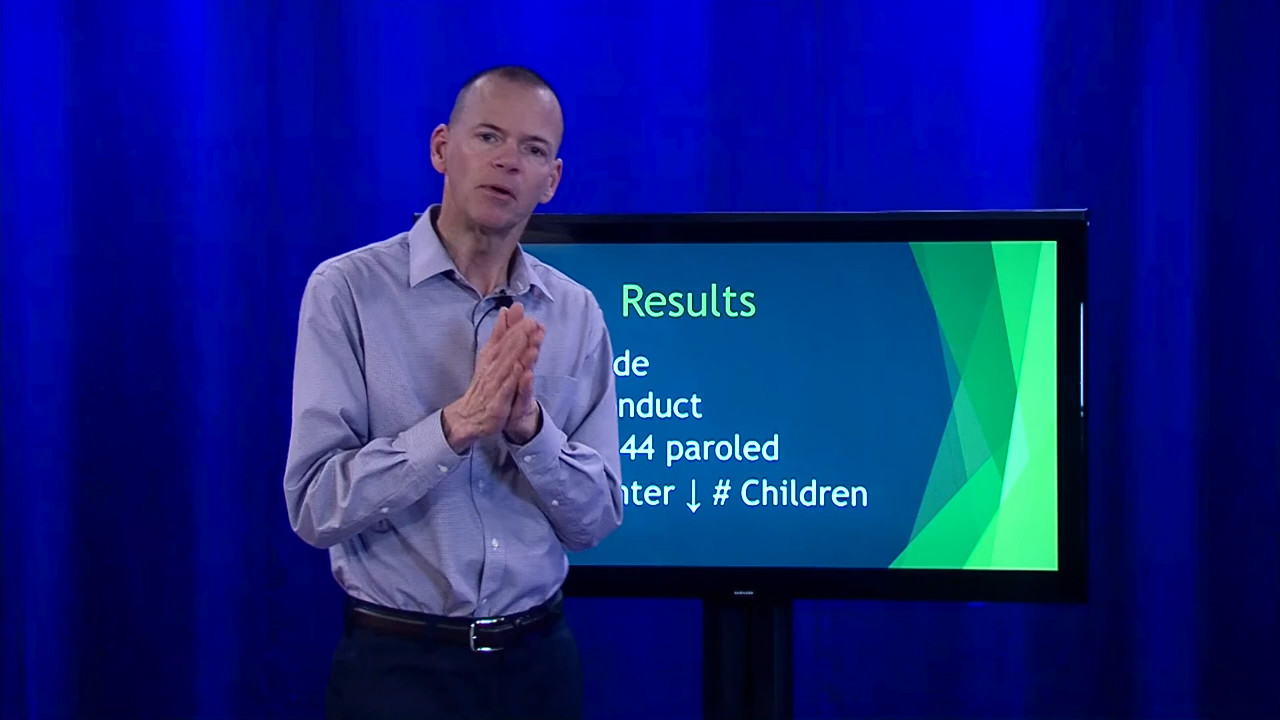 Results
de
nduct
44 paroled
nter ↓ # Children